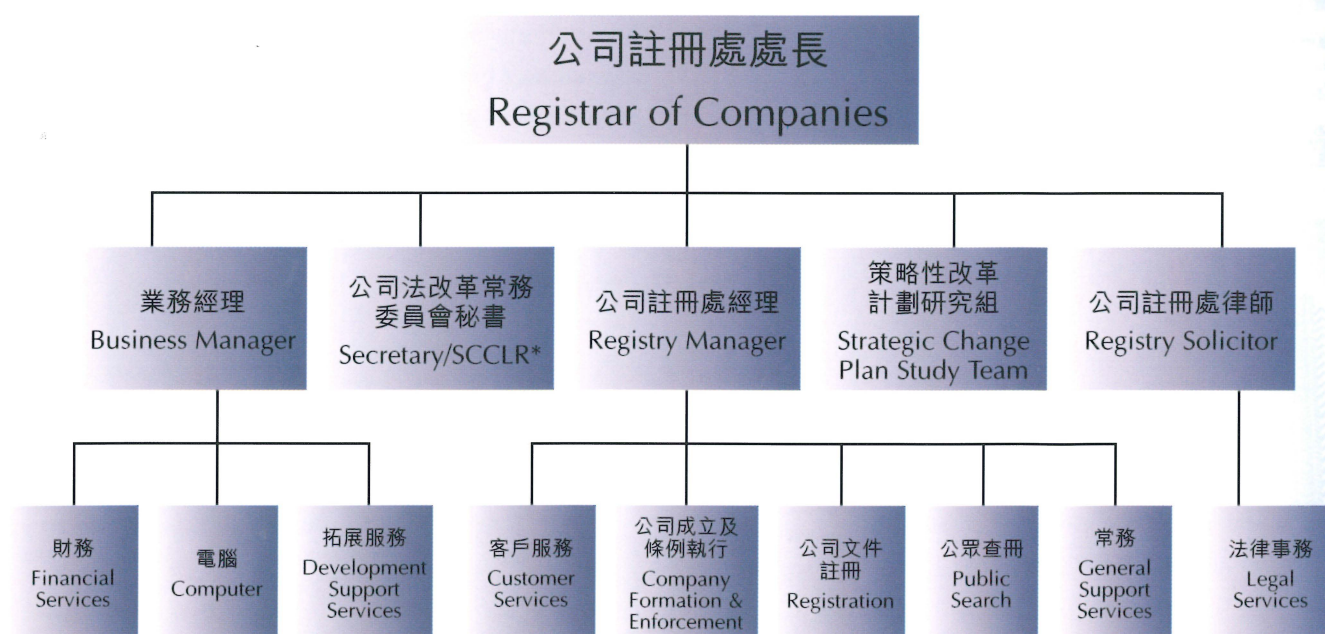 公司註冊處處長
Registrar of Companies
業務經理
Business Manager
公司法改革常務
委員會秘書
Secretary/SCCLR*
公司註冊處經理
Registry Manager
策略性改革
計劃研究組
Strategic Change
Plan Study Team
公司註冊處律師
Registry Solicitor
財務
Financial
Services
電腦
Computer
拓展服務
Development
Support
Services
客戶服務
Customer
Services
公司成立及
條例執行
Company
Formation &
Enforcement
公司文件
註冊
Registration
公眾查冊
Public
Search
常務
General
Support
Services
法律事務
Legal
Services